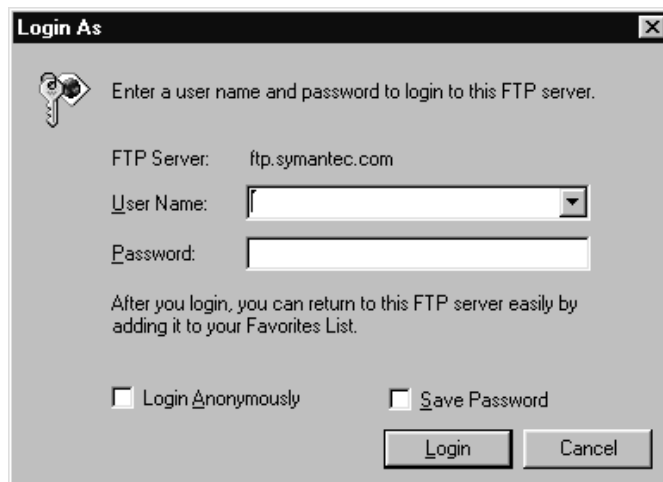 Login As
Enter a user name and password to login to this FTP server.
FTP Server: ftp.symantec.com
User Name:
Password:
After you login, you can return to this FTP server easily by
adding it to your Favorites List.
Login Anonymously Save Password
Login Cancel